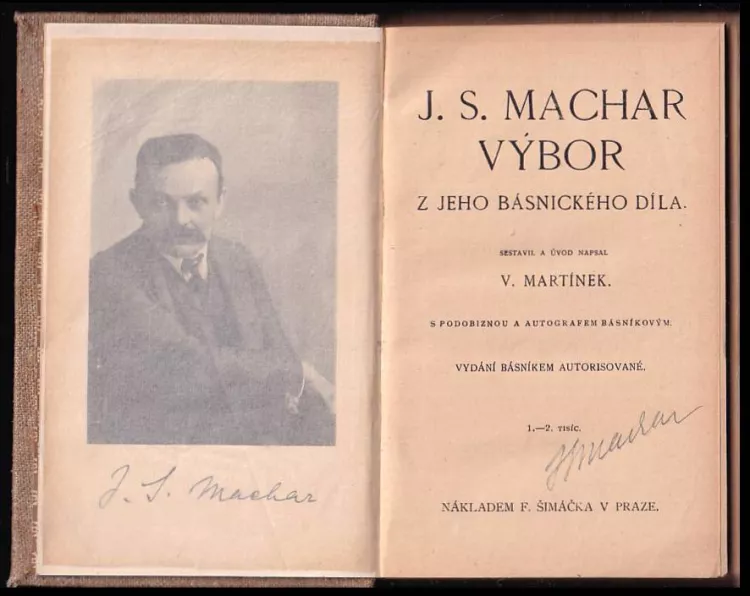 J. S. Machar
J. S. MACHAR
VÝBOR
Z JEHO BÁSNICKÉHO DÍLA.
SESTAVIL A ÚVOD NAPSAL
V. MARTÍNEK.
S PODOBIZNOU A AUTOGRAFEM BÁSNÍKOVÝM.
VYDÁNÍ BÁSNÍKEM AUTORISOVANÉ.
1.—2. TISÍC.
JSMachar
NÁKLADEM F. ŠIMÁČKA V PRAZE.